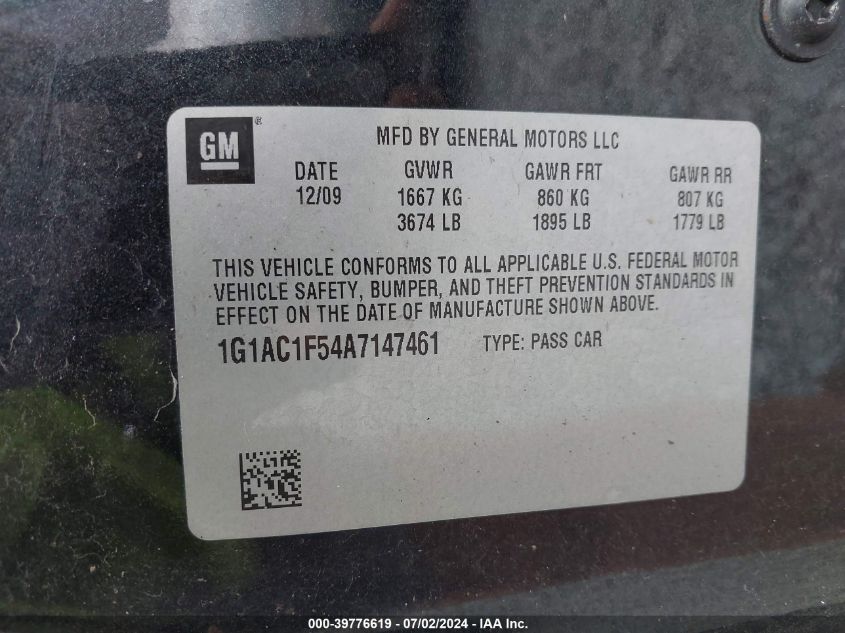 GM ®
MFD BY GENERAL MOTORS LLC
DATE GVWR GAWR FRT GAWR RR
12/09 1667 KG 860 KG 807 KG
3674 LB 1895 LB 1779 LB
THIS VEHICLE CONFORMS TO ALL APPLICABLE U.S. FEDERAL MOTOR
VEHICLE SAFETY, BUMPER, AND THEFT PREVENTION STANDARDS IN
EFFECT ON THE DATE OF MANUFACTURE SHOWN ABOVE.
1G1AC1F54A7147461 TYPE: PASS CAR
000-39776619 - 07/02/2024 - IAA Inc.